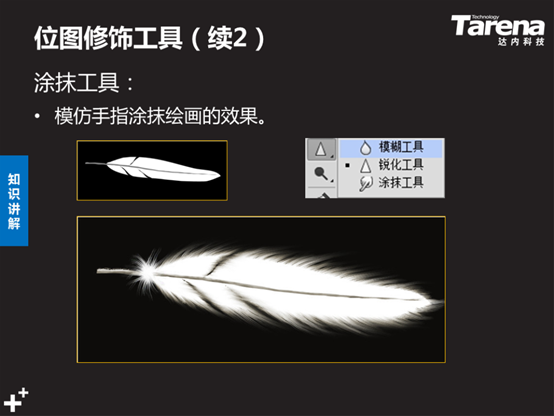 位图修饰工具（续2）
Technology
Tarena
达内科技
涂抹工具：
• 模仿手指涂抹绘画的效果。
模糊工具
锐化工具
涂抹工具
知识讲解